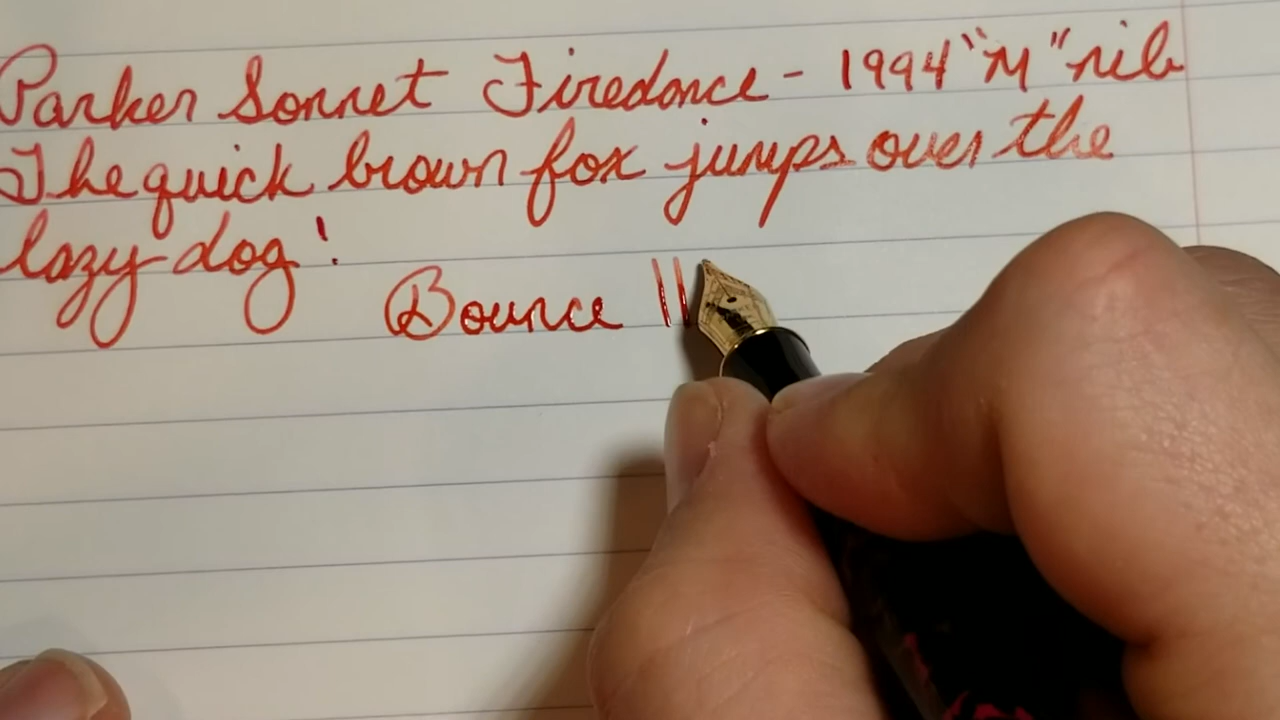 Parker Sonnet Firedance - 1994 "M" nib
The quick brown fox jumps over the
lazy dog!
Bounce